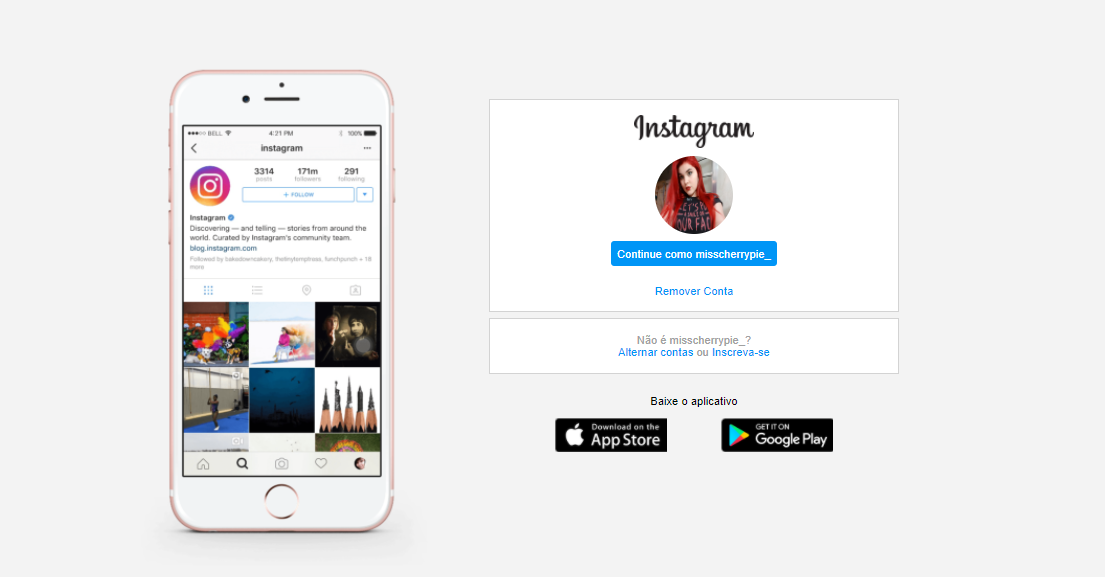 BELL
4:21 PM
100%
instagram
3314
171m
291
posts
followers
following
+ FOLLOW
Instagram
Discovering — and telling — stories from around the
world. Curated by Instagram's community team.
blog.instagram.com
Followed by bakedowncakery, thetinytemptress, funchpunch + 18
more
Instagram
LET'S
OUR FAC
Continue como misscherrypie_
Remover Conta
Não é misscherrypie_?
Alternar contas ou Inscreva-se
Baixe o aplicativo
Download on the
App Store
GET IT ON
Google Play